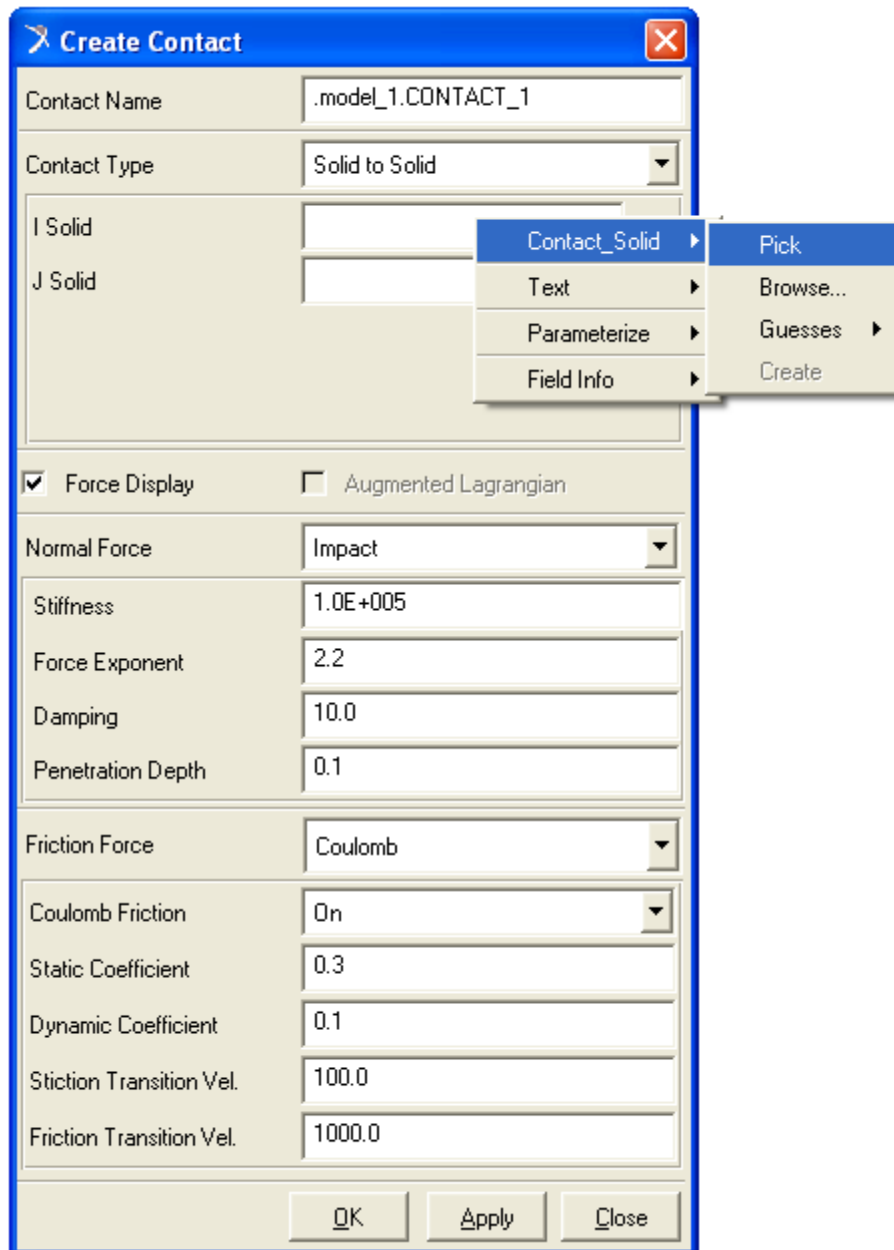 Create Contact
Contact Name .model_1.CONTACT_1
Contact Type Solid to Solid
I Solid
J Solid
Contact_Solid
Text
Parameterize
Field Info
Pick
Browse...
Guesses
Create
Force Display Augmented Lagrangian
Normal Force Impact
Stiffness 1.0E+005
Force Exponent 2.2
Damping 10.0
Penetration Depth 0.1
Friction Force Coulomb
Coulomb Friction On
Static Coefficient 0.3
Dynamic Coefficient 0.1
Stiction Transition Vel. 100.0
Friction Transition Vel. 1000.0
OK Apply Close